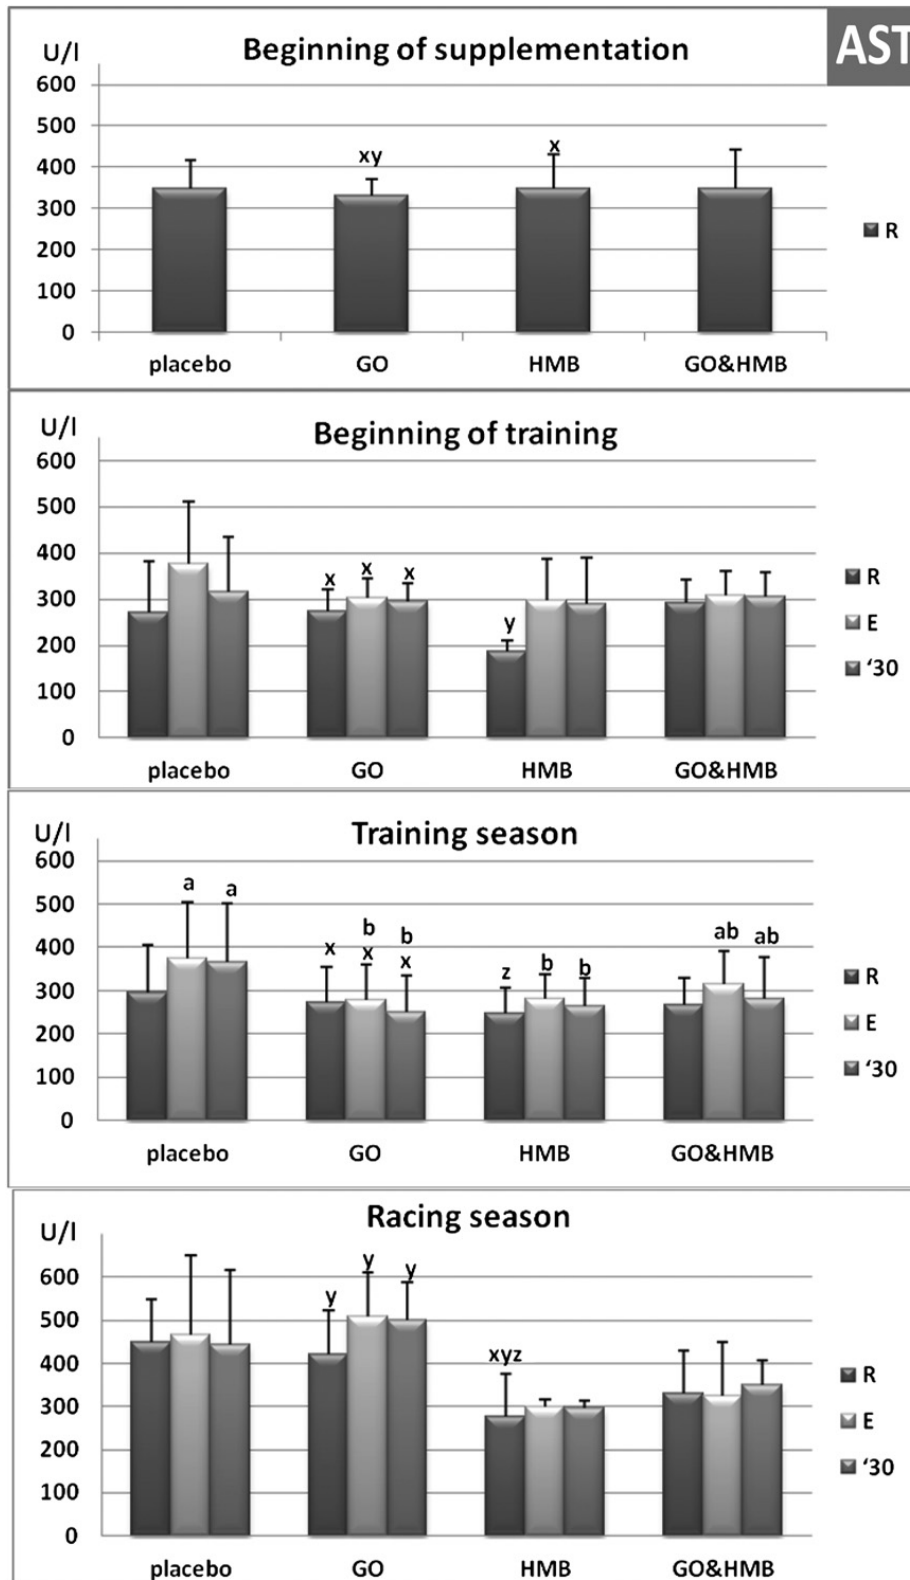 AST
U/l Beginning of supplementation
600
500
400
300
200
100
0
xy x
R
placebo GO HMB GO&HMB
U/l Beginning of training
600
500
400
300
200
100
0
x x x y
R
E
‘30
placebo GO HMB GO&HMB
U/l Training season
600
500
400
300
200
100
0
a a b b ab ab
x x x z b b
R
E
‘30
placebo GO HMB GO&HMB
U/l Racing season
600
500
400
300
200
100
0
y y y xyz
R
E
‘30
placebo GO HMB GO&HMB